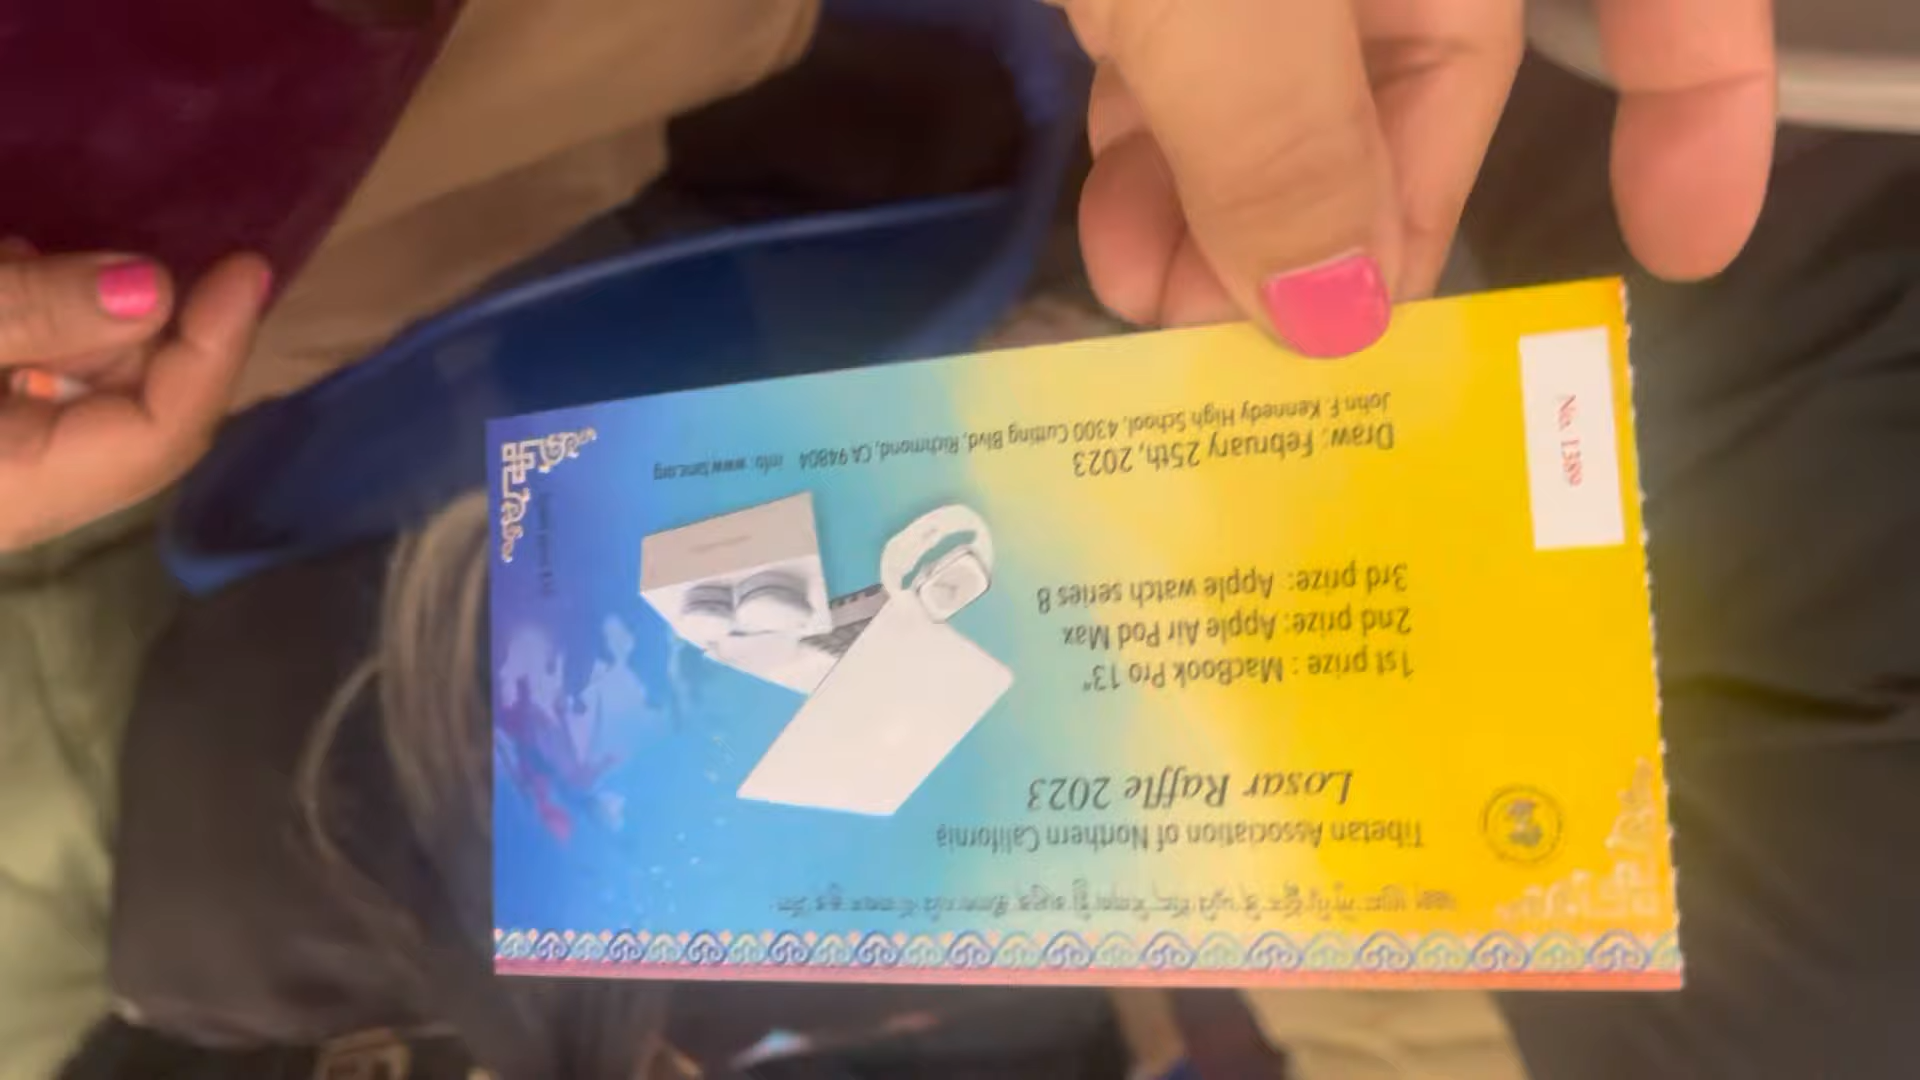 Tibetan Association of Northern California
Losar Raffle 2023
1st prize : MacBook Pro 13"
2nd prize: Apple Air Pod Max
3rd prize: Apple watch series 8
Draw: February 25th, 2023
John F. Kennedy High School, 4300 Cutting Blvd, Richmond, CA 94804 info: www.tanc.org
No. 1389